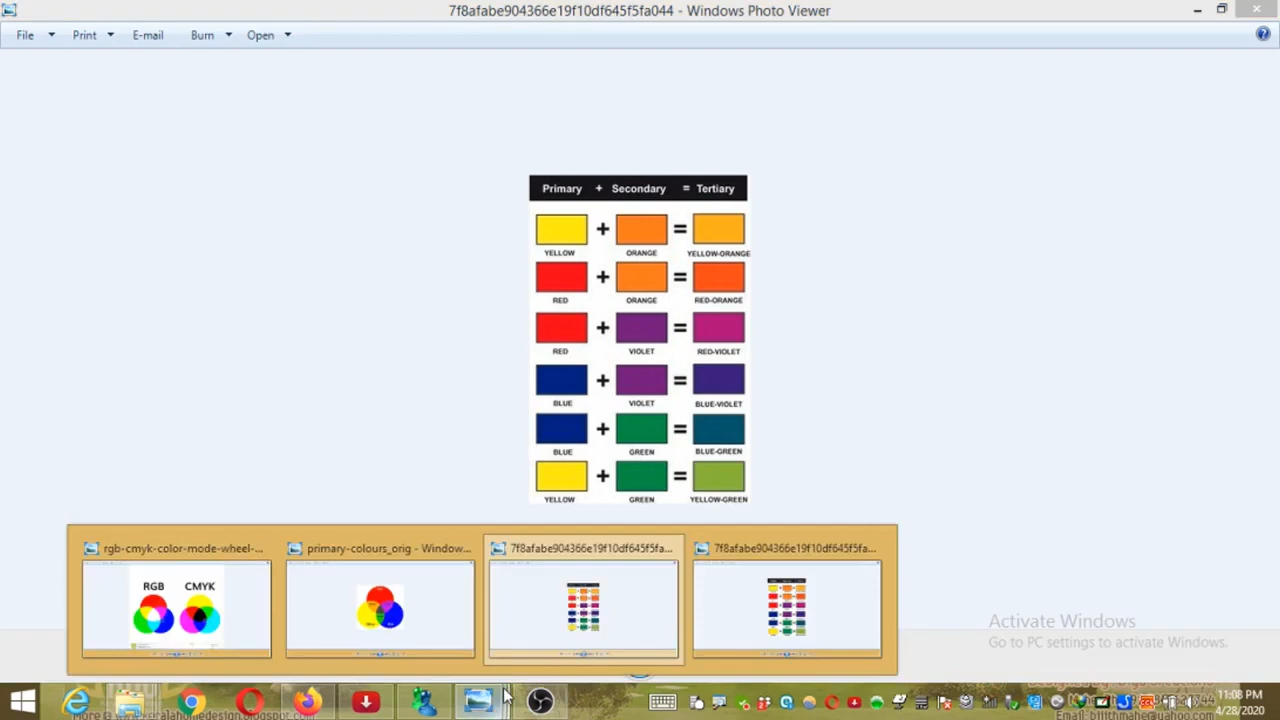 7f8afabe904366e19f10df645f5fa044 - Windows Photo Viewer
File Print E-mail Burn Open
Primary + Secondary = Tertiary
+ =
YELLOW ORANGE YELLOW-ORANGE
+ =
RED ORANGE RED-ORANGE
+ =
RED VIOLET RED-VIOLET
+ =
BLUE VIOLET BLUE-VIOLET
+ =
BLUE GREEN BLUE-GREEN
+ =
YELLOW GREEN YELLOW-GREEN
rgb-cmyk-color-mode-wheel-... primary-colours_orig - Window... 7f8afabe904366e19f10df645f5fa... 7f8afabe904366e19f10df645f5fa...
RGB CMYK
Activate Windows
Go to PC settings to activate Windows.
11:08 PM
4/28/2020